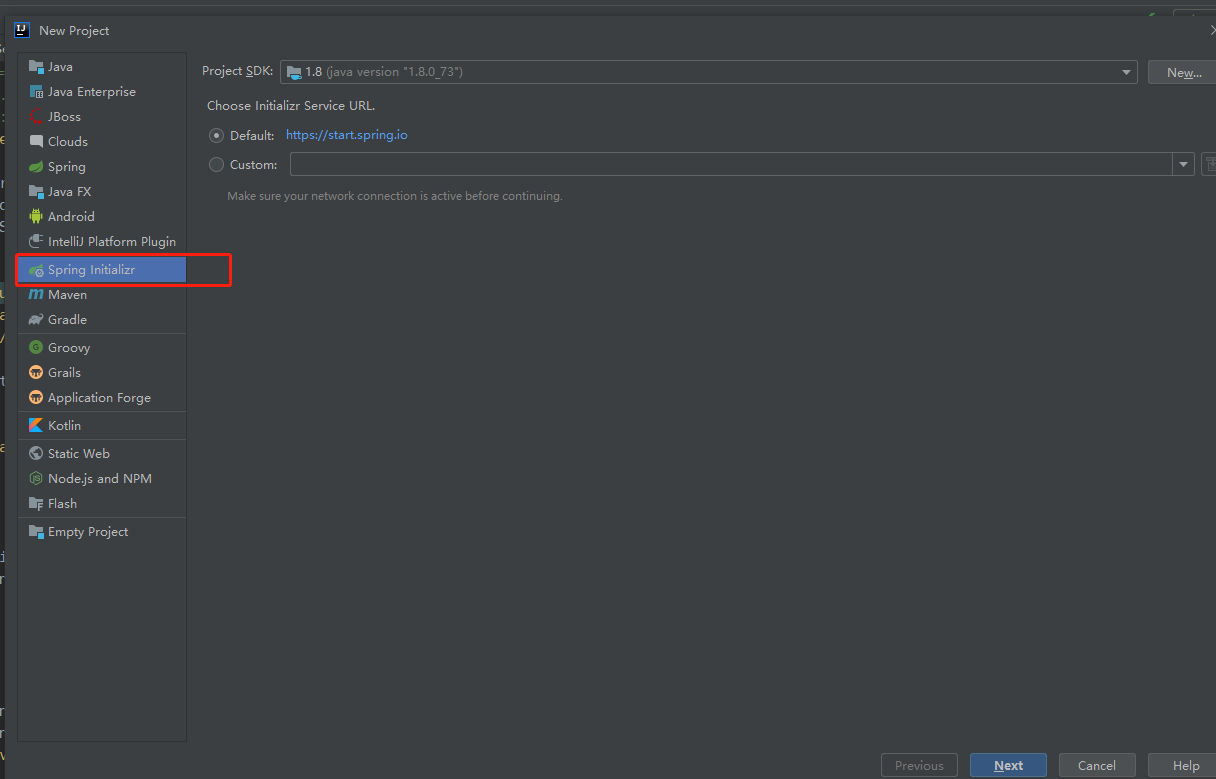 New Project
Java
Java Enterprise
JBoss
Clouds
Spring
Java FX
Android
IntelliJ Platform Plugin
Spring Initializr
Maven
Gradle
Groovy
Grails
Application Forge
Kotlin
Static Web
Node.js and NPM
Flash
Empty Project
Project SDK: 1.8 (java version "1.8.0_73") New...
Choose Initializr Service URL.
Default: https://start.spring.io
Custom:
Make sure your network connection is active before continuing.
Previous Next Cancel Help